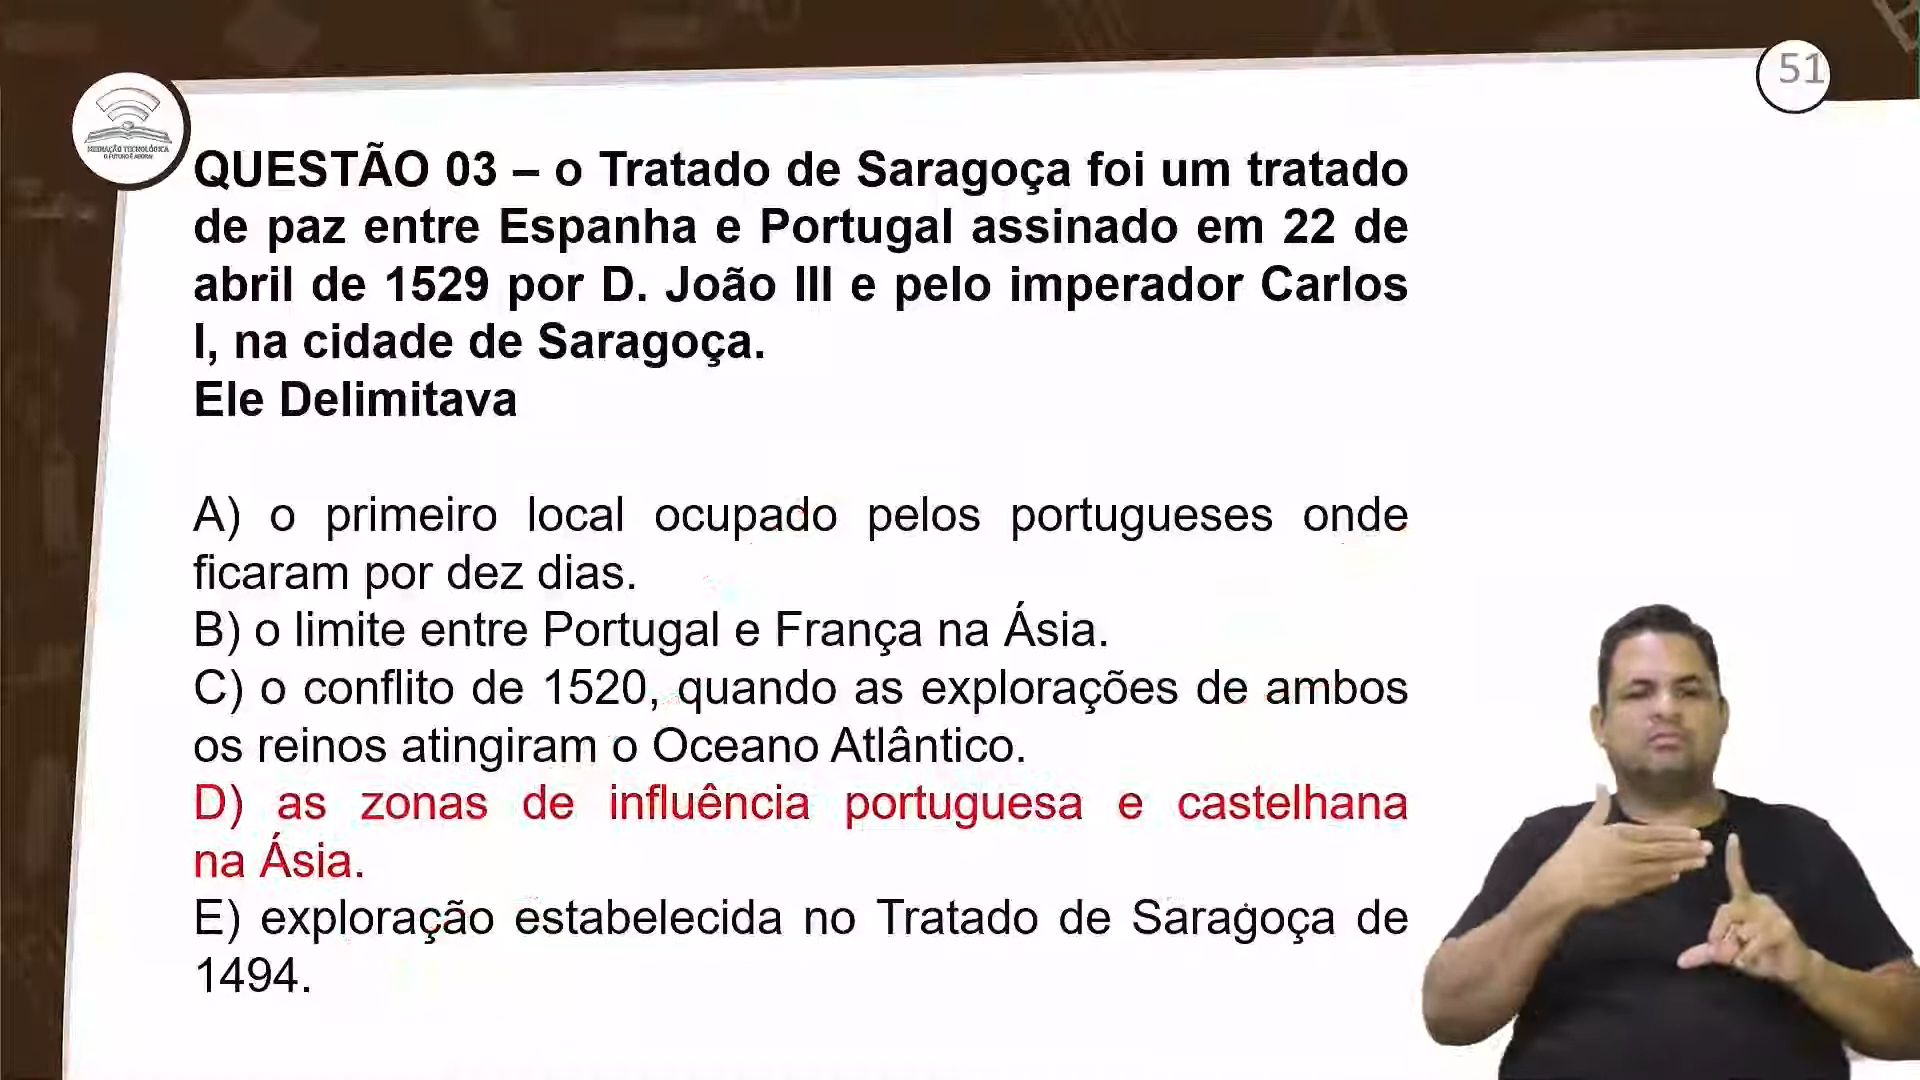 51
MEDIAÇÃO TECNOLÓGICA
O FUTURO É AGORA!
QUESTÃO 03 – o Tratado de Saragoça foi um tratado
de paz entre Espanha e Portugal assinado em 22 de
abril de 1529 por D. João III e pelo imperador Carlos
I, na cidade de Saragoça.
Ele Delimitava
A) o primeiro local ocupado pelos portugueses onde
ficaram por dez dias.
B) o limite entre Portugal e França na Ásia.
C) o conflito de 1520, quando as explorações de ambos
os reinos atingiram o Oceano Atlântico.
D) as zonas de influência portuguesa e castelhana
na Ásia.
E) exploração estabelecida no Tratado de Saragoça de
1494.